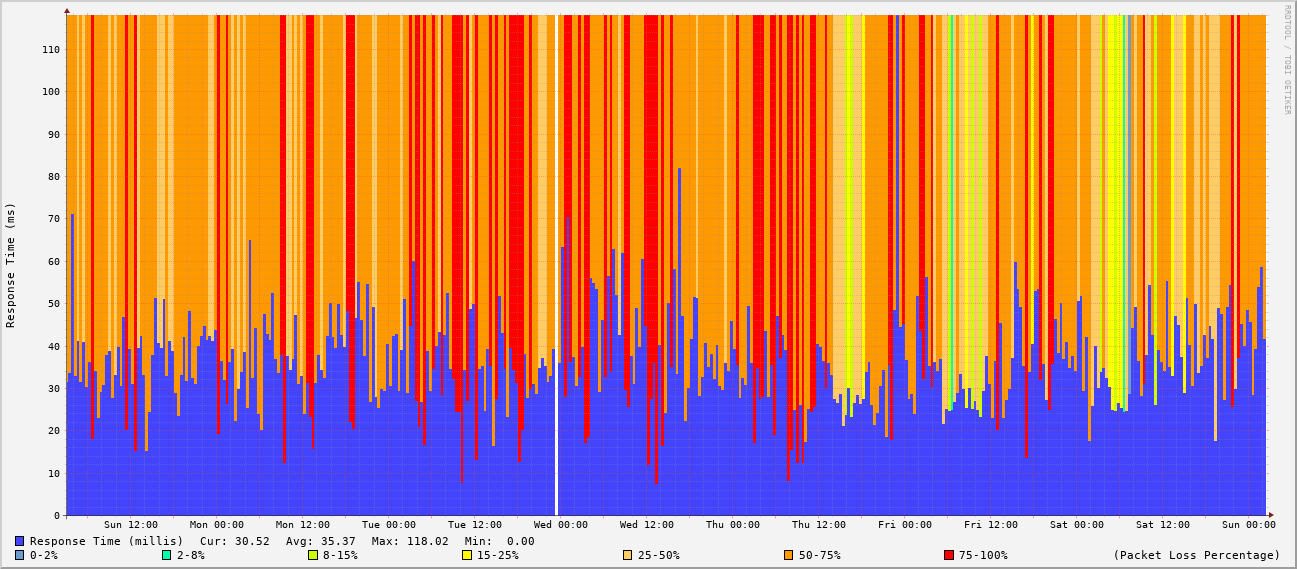 RRDTOOL / TOBI OETIKER
Response Time (ms)
110
100
90
80
70
60
50
40
30
20
10
0
Sun 12:00 Mon 00:00 Mon 12:00 Tue 00:00 Tue 12:00 Wed 00:00 Wed 12:00 Thu 00:00 Thu 12:00 Fri 00:00 Fri 12:00 Sat 00:00 Sat 12:00 Sun 00:00
Response Time (millis) Cur: 30.52 Avg: 35.37 Max: 118.02 Min: 0.00
0-2% 2-8% 8-15% 15-25% 25-50% 50-75% 75-100% (Packet Loss Percentage)